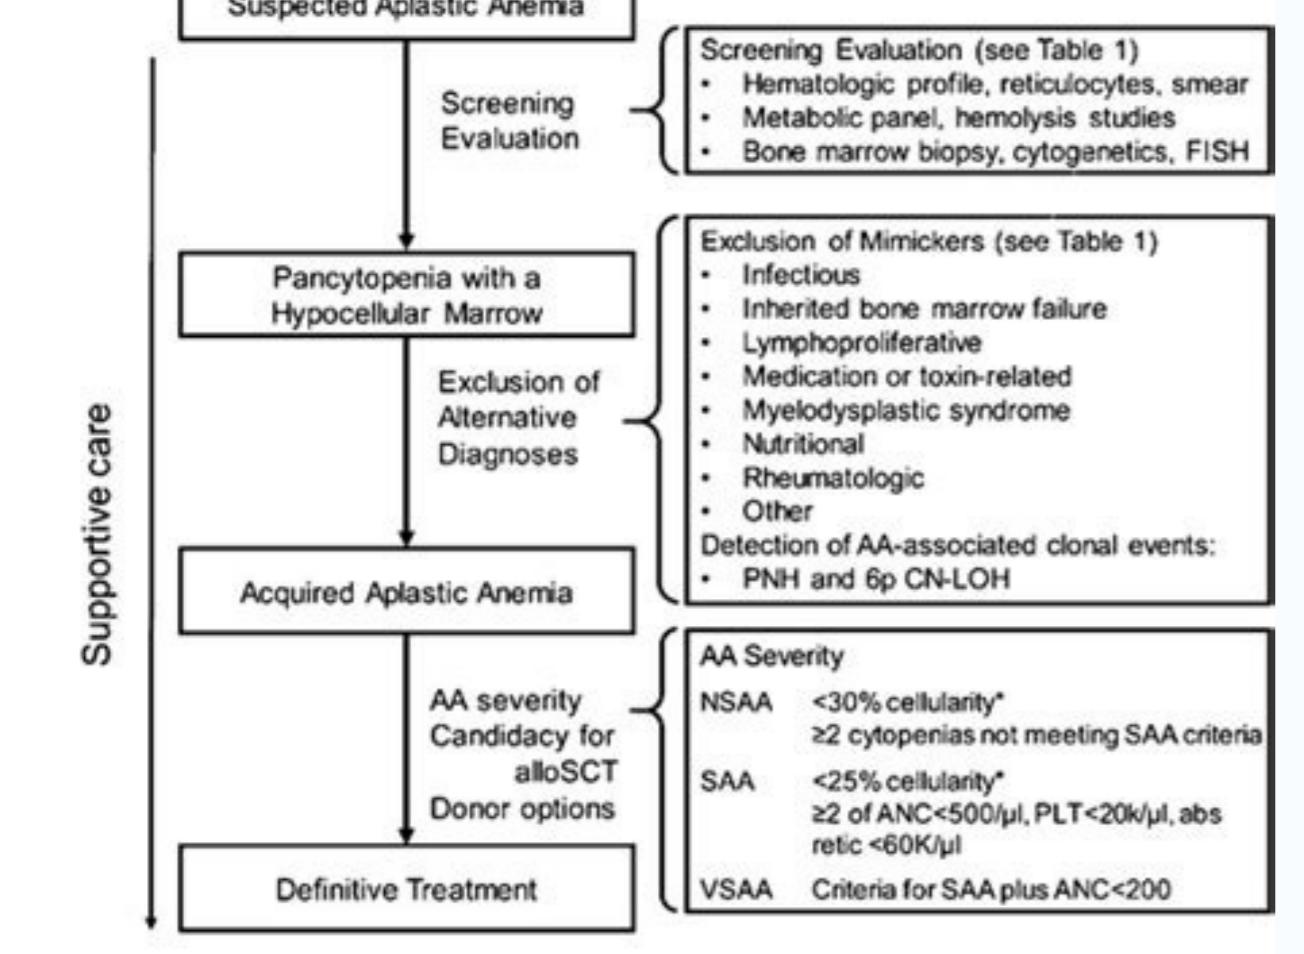 Suspected Aplastic Anemia
Screening
Evaluation
Screening Evaluation (see Table 1)
• Hematologic profile, reticulocytes, smear
• Metabolic panel, hemolysis studies
• Bone marrow biopsy, cytogenetics, FISH
Pancytopenia with a
Hypocellular Marrow
Exclusion of
Alternative
Diagnoses
Exclusion of Mimickers (see Table 1)
• Infectious
• Inherited bone marrow failure
• Lymphoproliferative
• Medication or toxin-related
• Myelodysplastic syndrome
• Nutritional
• Rheumatologic
• Other
Detection of AA-associated clonal events:
• PNH and 6p CN-LOH
Supportive care
Acquired Aplastic Anemia
AA severity
Candidacy for
alloSCT
Donor options
AA Severity
NSAA <30% cellularity*
≥2 cytopenias not meeting SAA criteria
SAA <25% cellularity*
≥2 of ANC<500/µl, PLT<20k/µl, abs
retic <60K/µl
VSAA Criteria for SAA plus ANC<200
Definitive Treatment